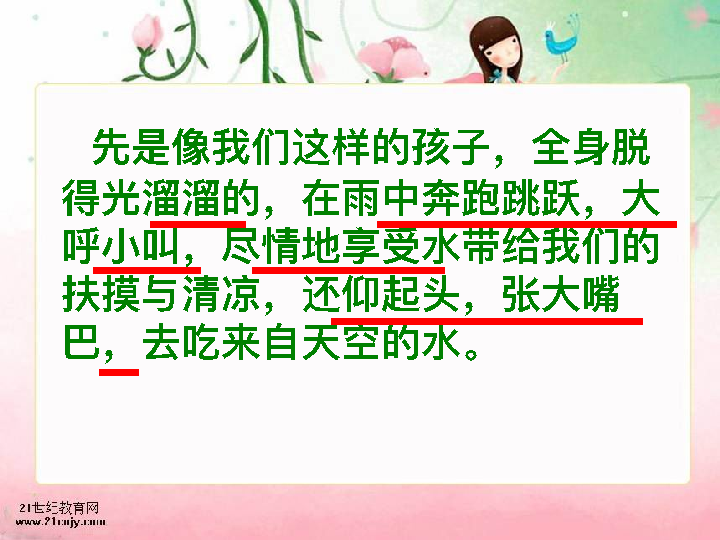 先是像我们这样的孩子，全身脱
得光溜溜的，在雨中奔跑跳跃，大
呼小叫，尽情地享受水带给我们的
扶摸与清凉，还仰起头，张大嘴
巴，去吃来自天空的水。
21世纪教育网
www.21cnjy.com